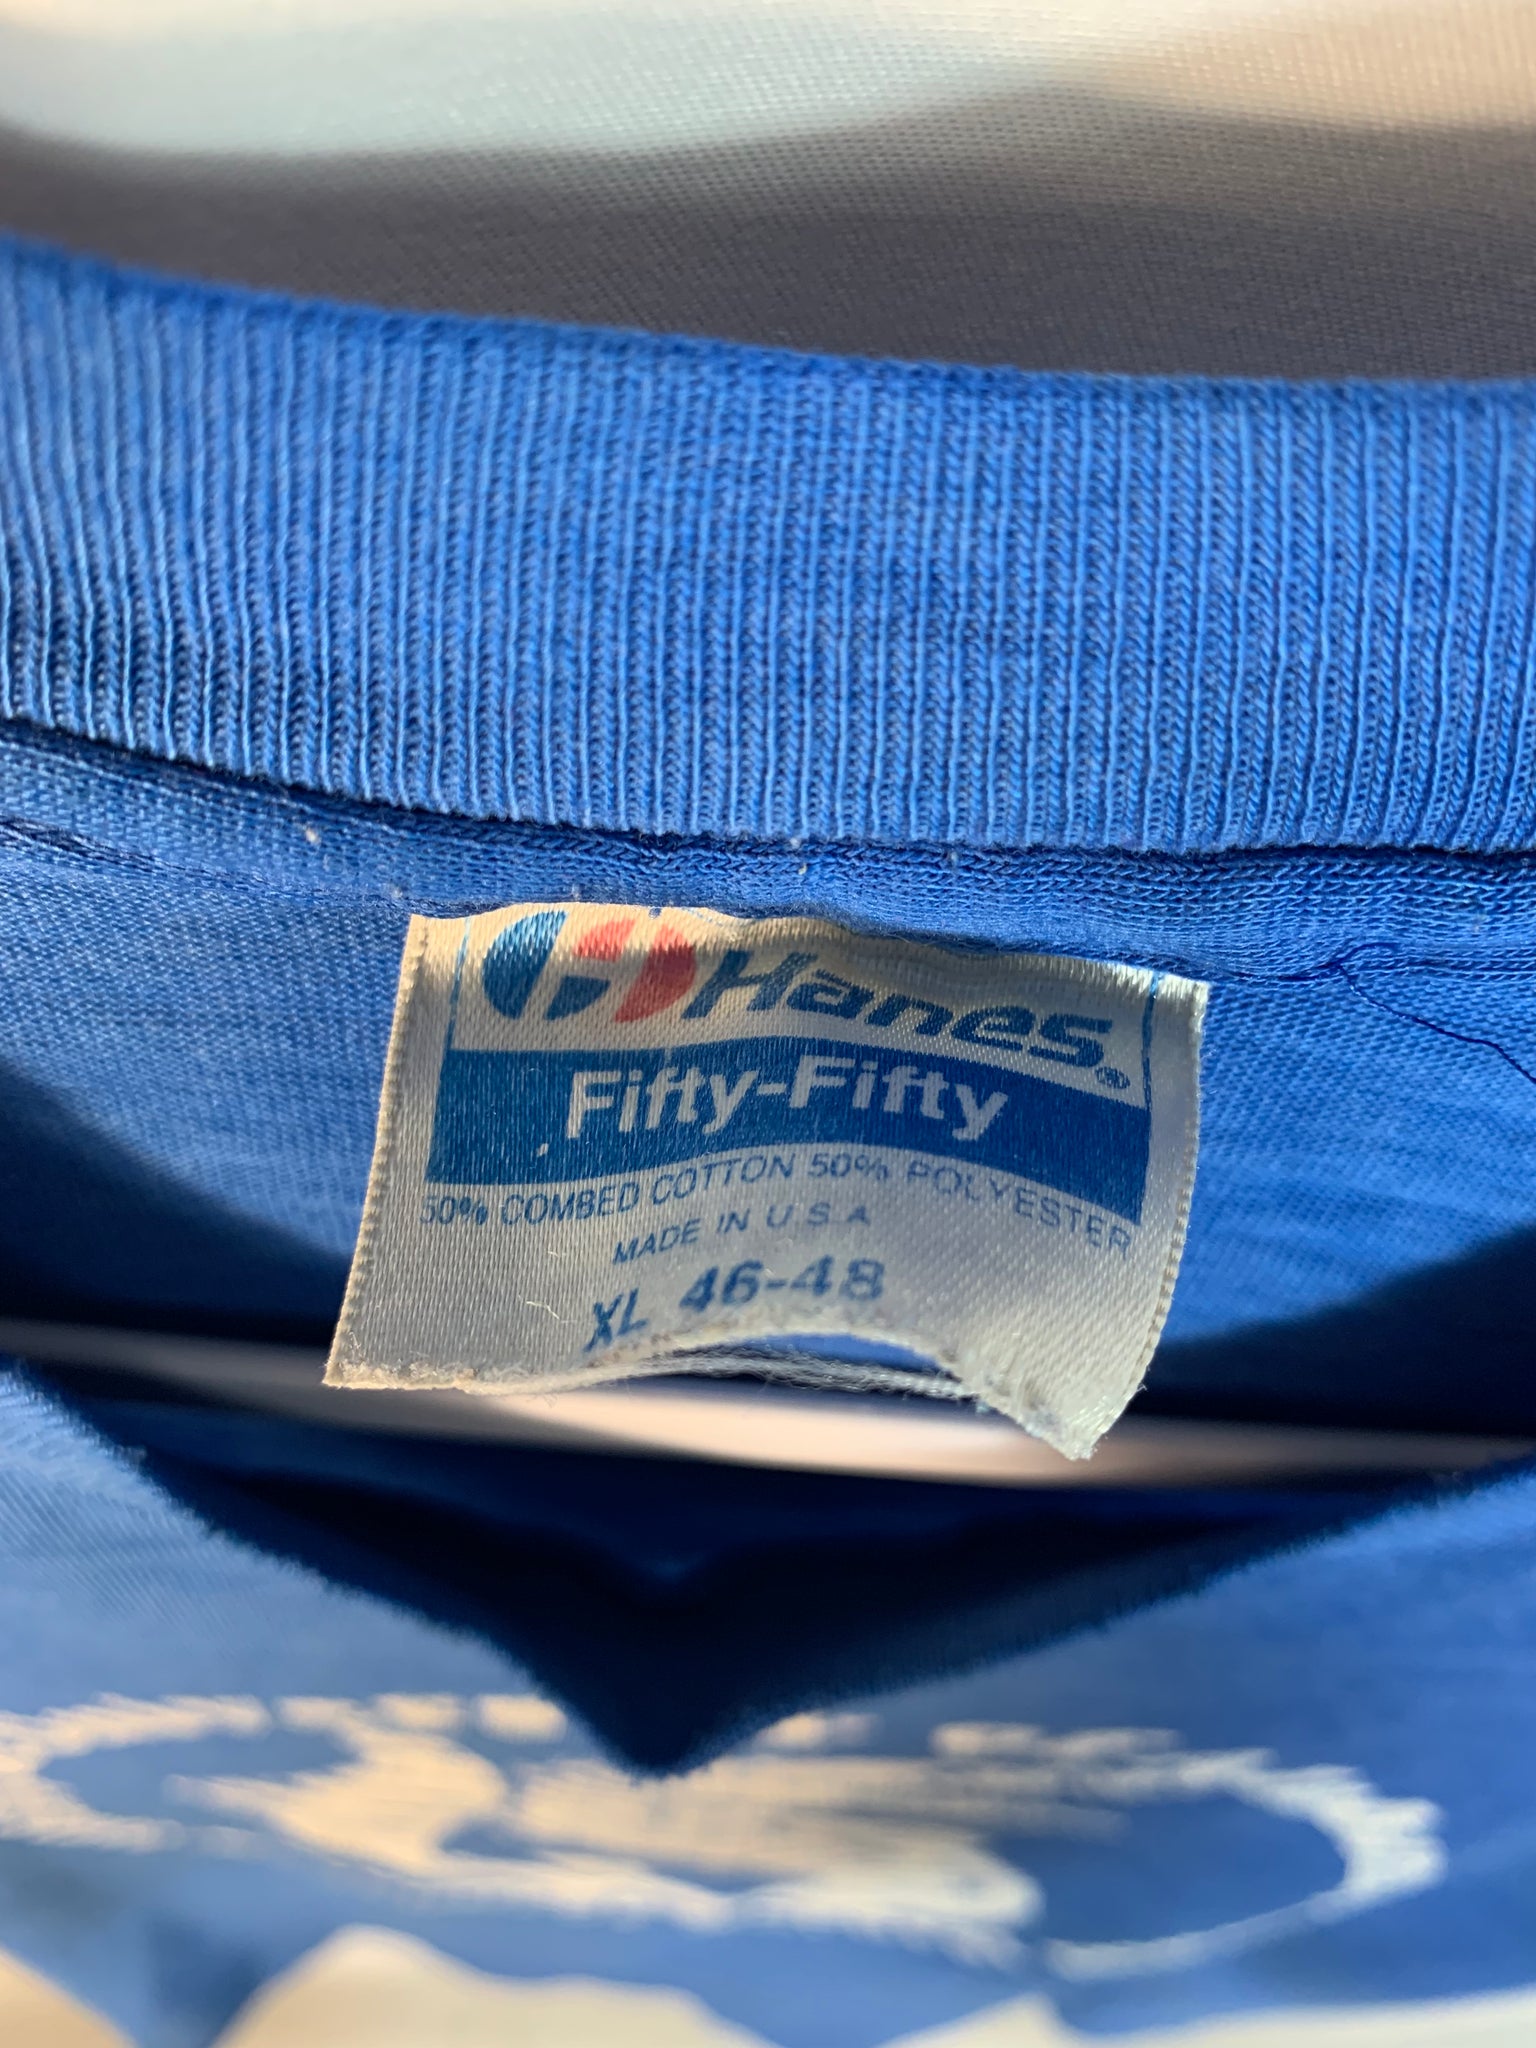 Hanes®
Fifty-Fifty
50% COMBED COTTON 50% POLYESTER
MADE IN U.S.A
XL 46-48